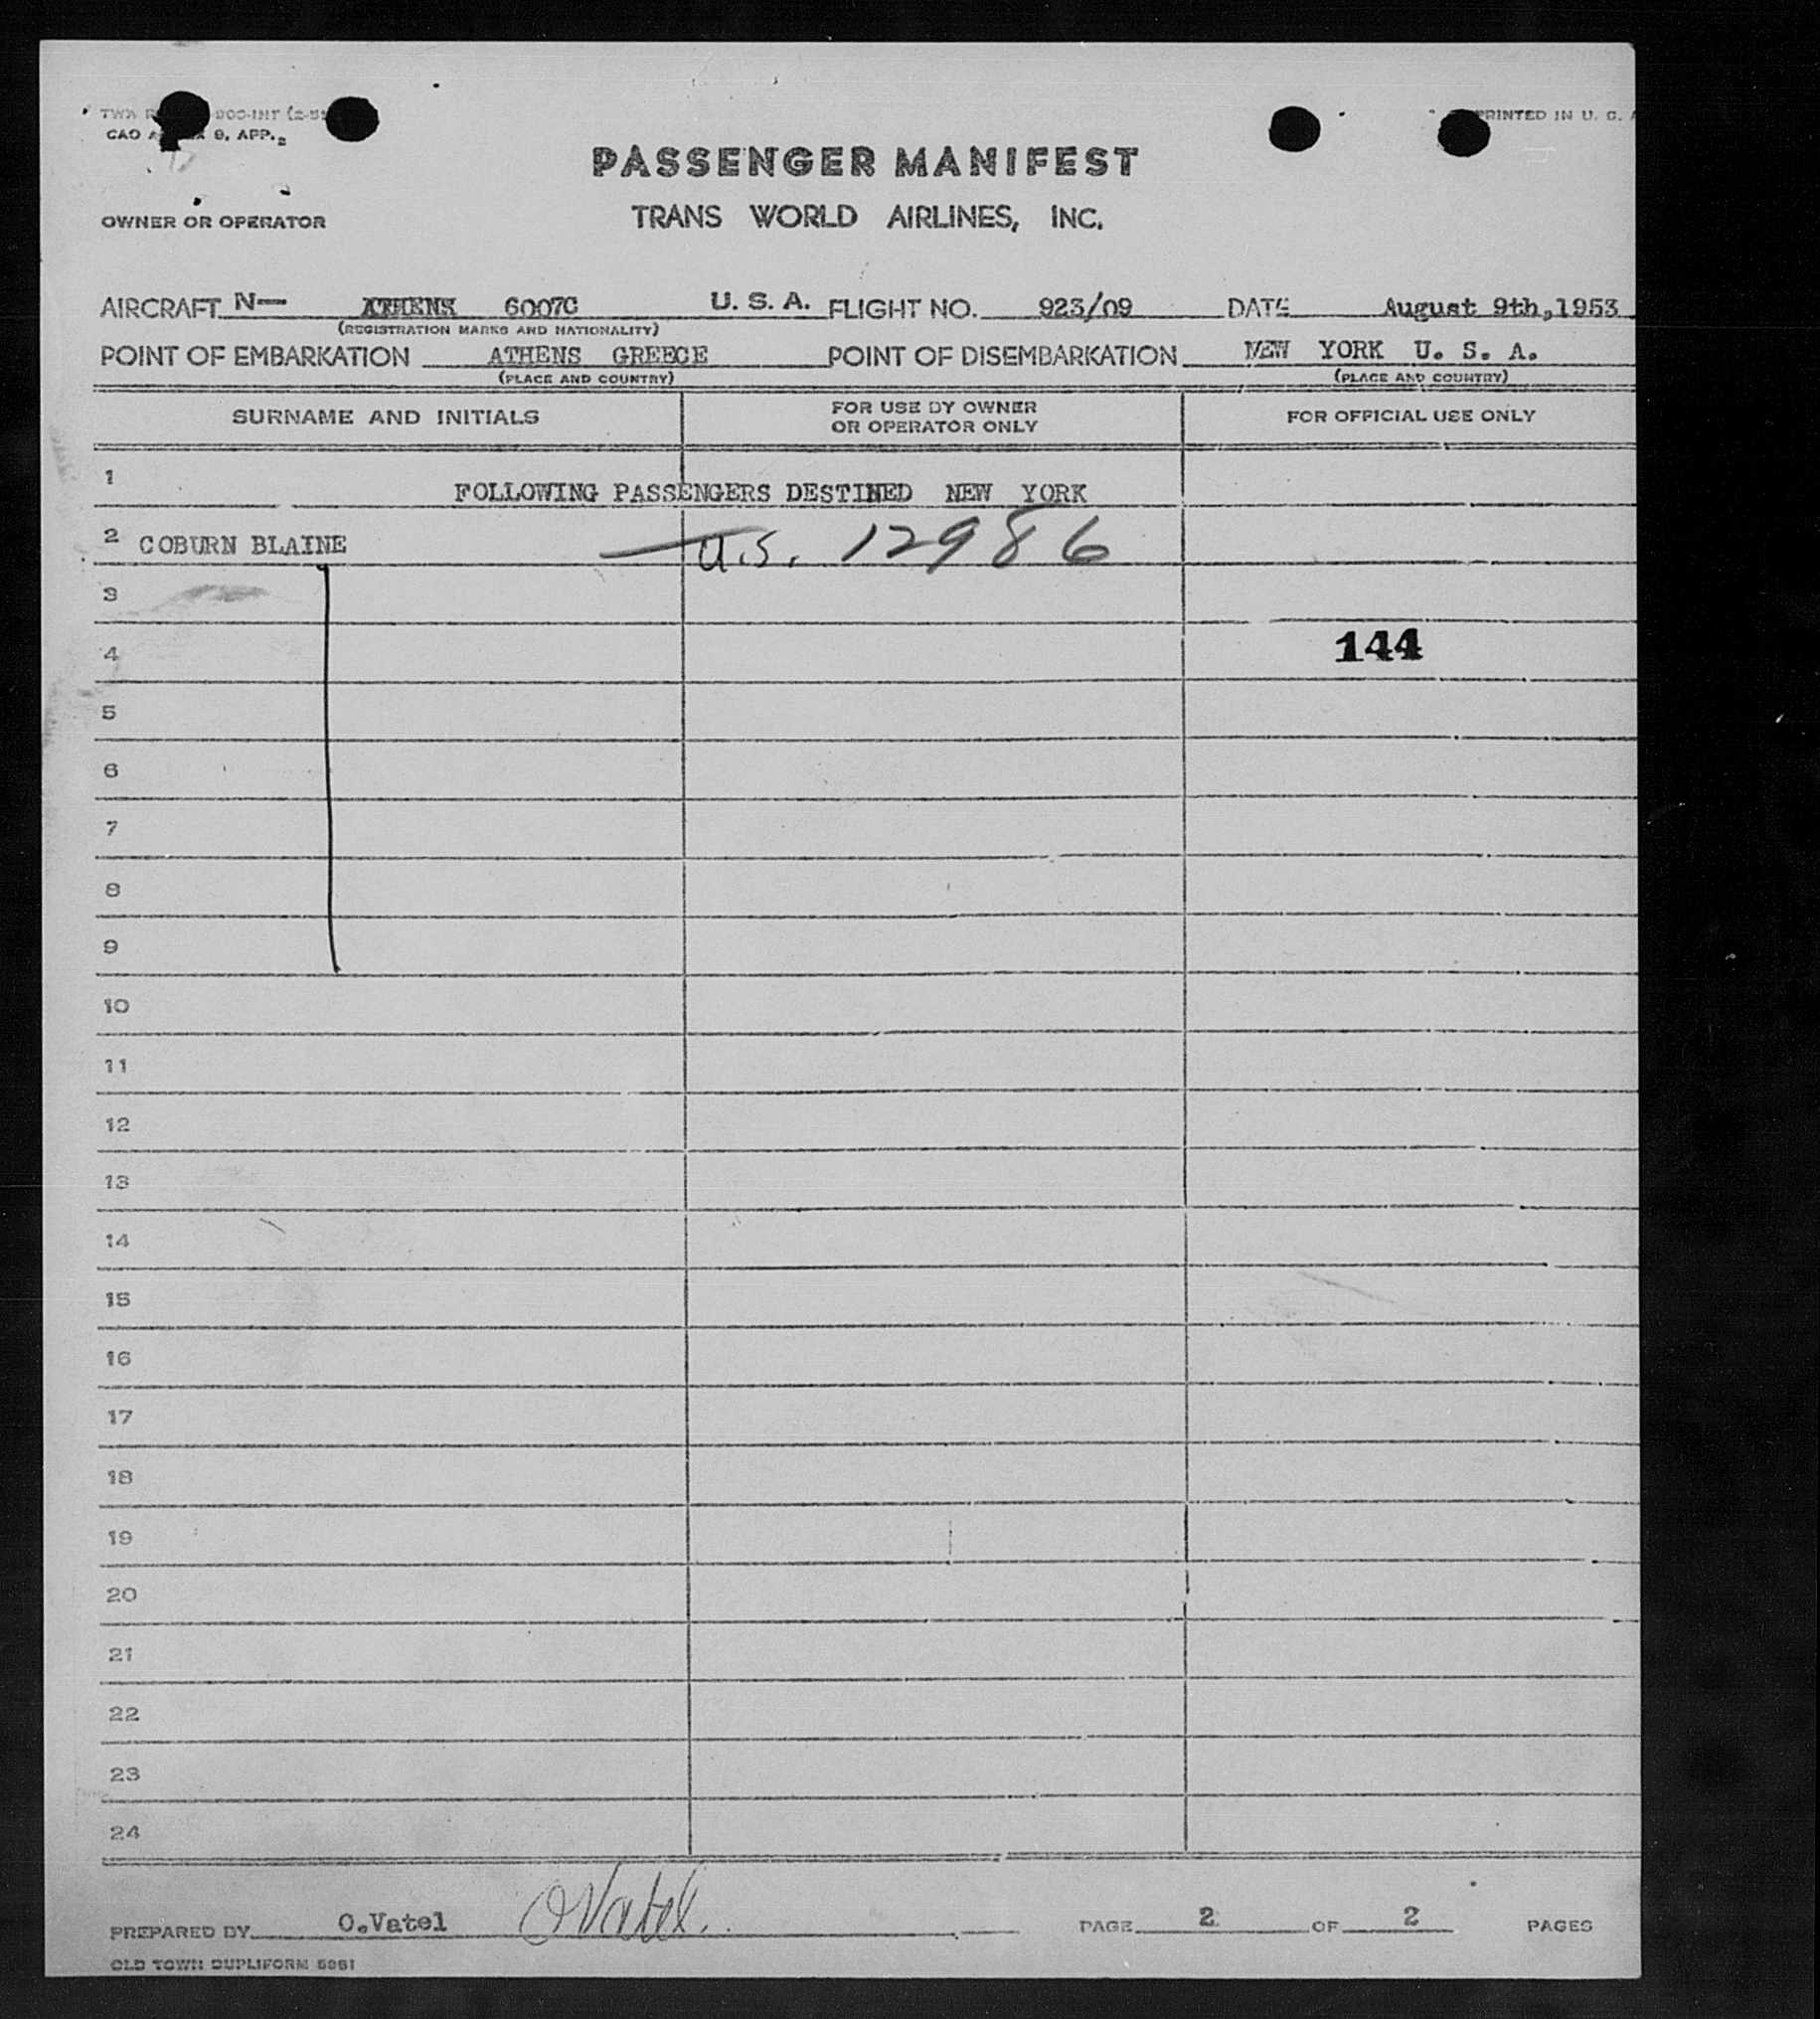 TWA 900-INT
CAO 9, APP. 2
PRINTED IN U. S. A
PASSENGER MANIFEST
OWNER OR OPERATOR
TRANS WORLD AIRLINES, INC.
AIRCRAFT N— ATHENS 6007C U. S. A. FLIGHT NO. 923/09 DATE August 9th,1953
(REGISTRATION MARKS AND NATIONALITY)
POINT OF EMBARKATION ATHENS GREECE POINT OF DISEMBARKATION NEW YORK U. S. A.
(PLACE AND COUNTRY) (PLACE AND COUNTRY)
SURNAME AND INITIALS FOR USE BY OWNER OR OPERATOR ONLY FOR OFFICIAL USE ONLY
1 FOLLOWING PASSENGERS DESTINED NEW YORK
2 COBURN BLAINE U.S. 12986
3
4 144
5
6
7
8
9
10
11
12
13
14
15
16
17
18
19
20
21
22
23
24
PREPARED BY O.Vatel OVatel. PAGE 2 OF 2 PAGES
OLD TOWN DUPLIFORM